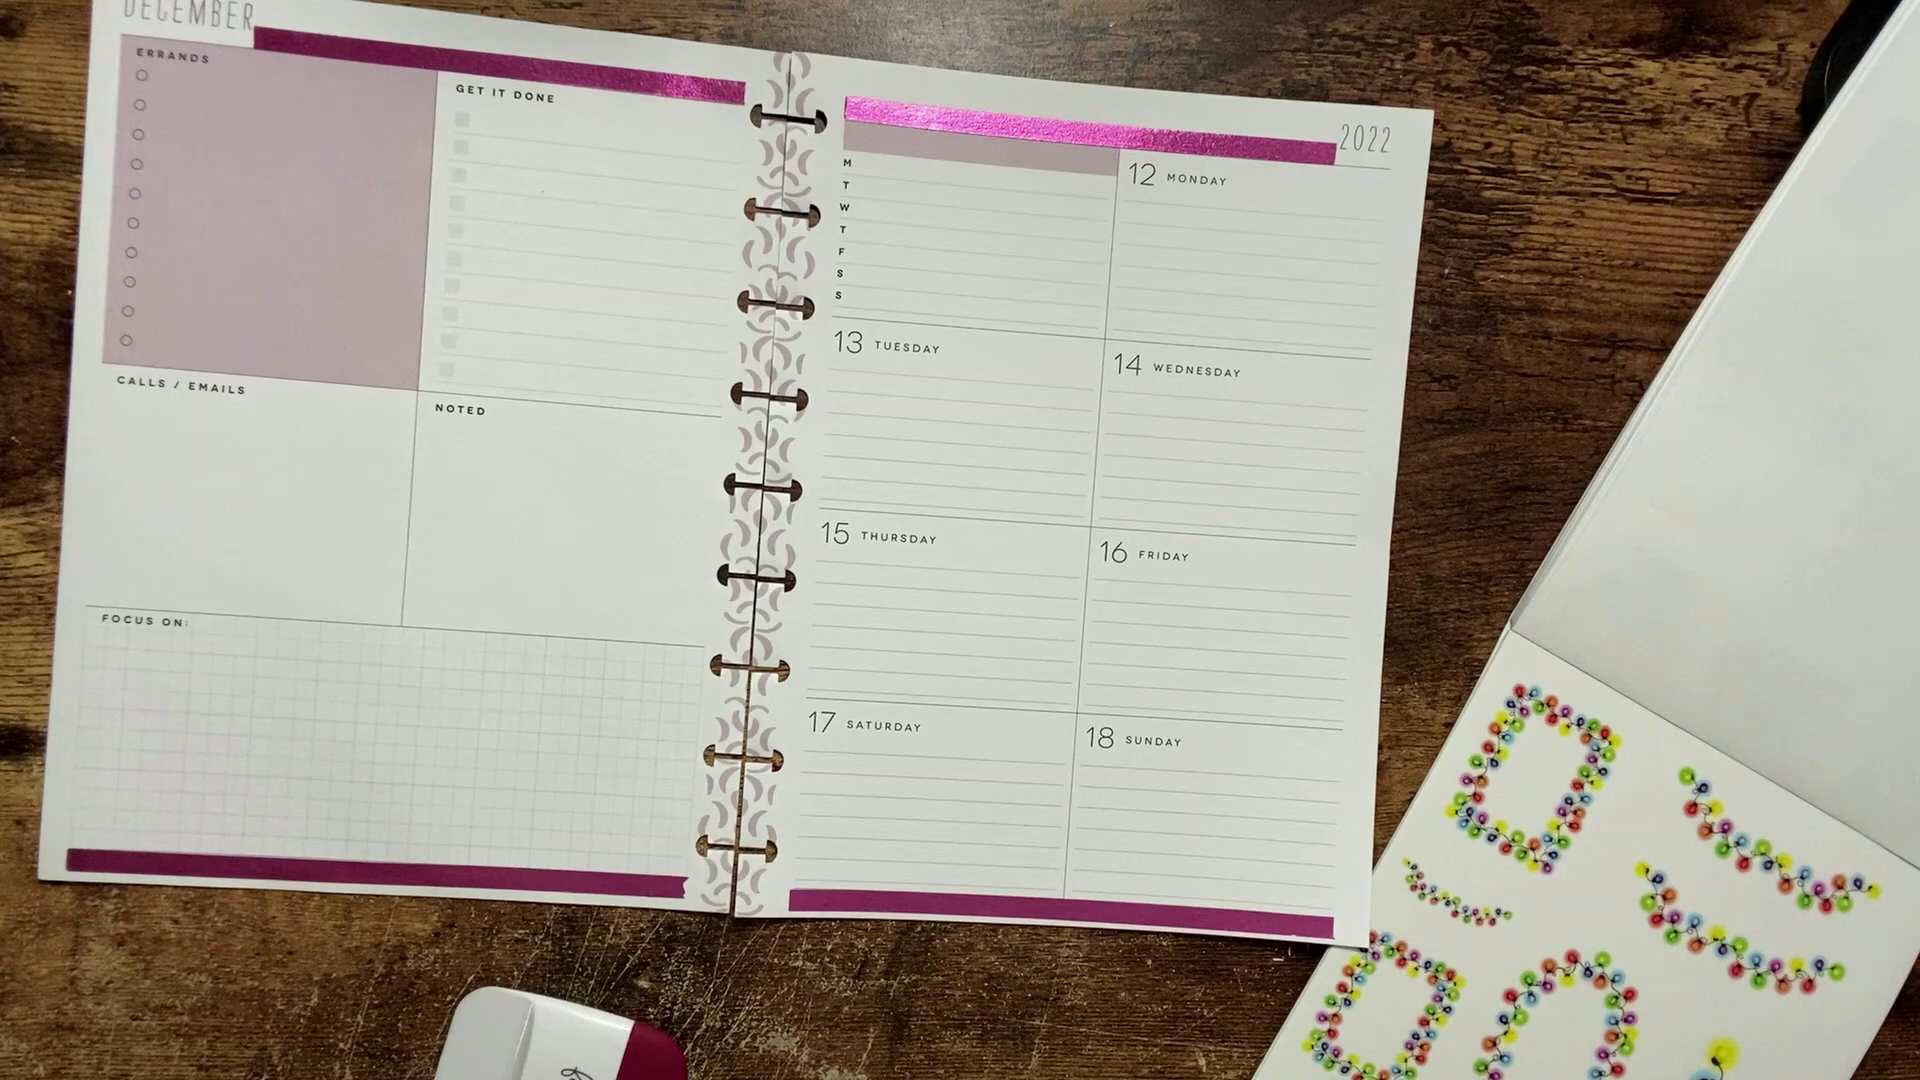 DECEMBER
ERRANDS
GET IT DONE
CALLS / EMAILS
NOTED
FOCUS ON:
2022
M
T
W
T
F
S
S
12 MONDAY
13 TUESDAY
14 WEDNESDAY
15 THURSDAY
16 FRIDAY
17 SATURDAY
18 SUNDAY